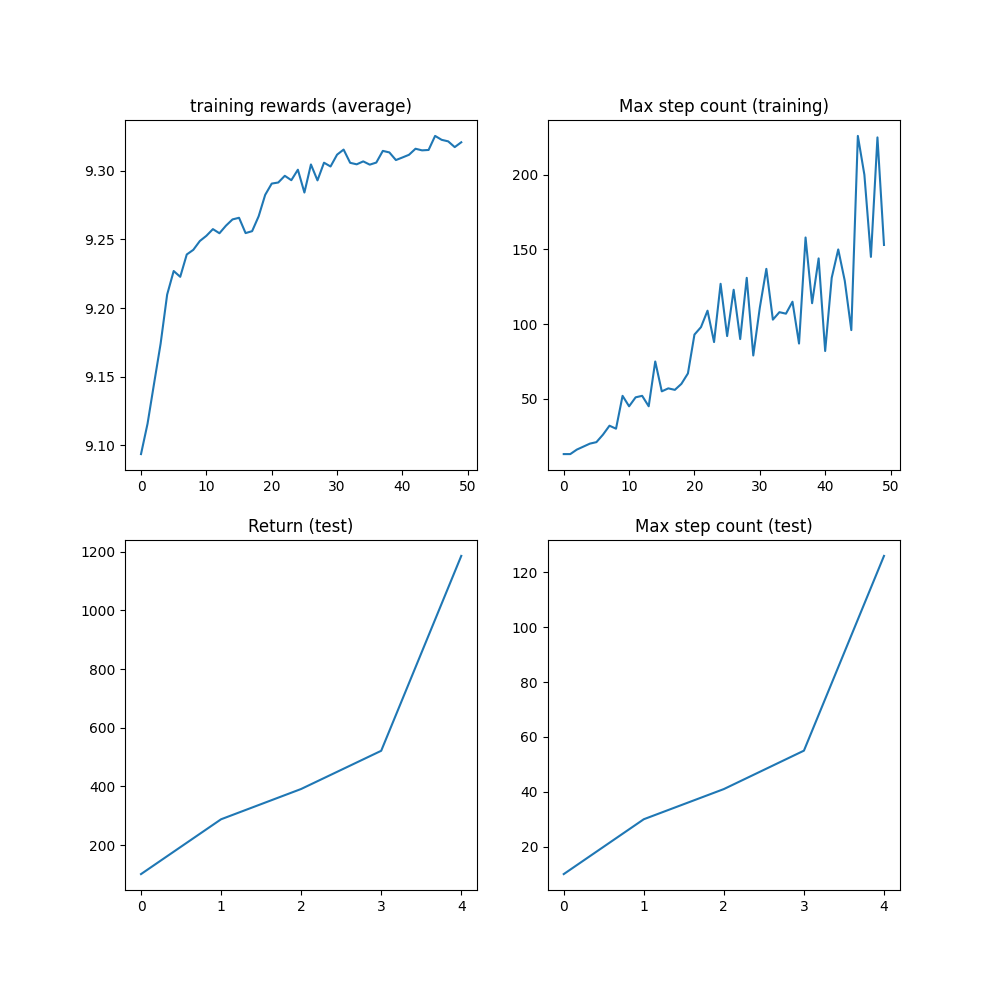 training rewards (average)
9.30
9.25
9.20
9.15
9.10
0 10 20 30 40 50
Max step count (training)
200
150
100
50
0 10 20 30 40 50
Return (test)
1200
1000
800
600
400
200
0 1 2 3 4
Max step count (test)
120
100
80
60
40
20
0 1 2 3 4